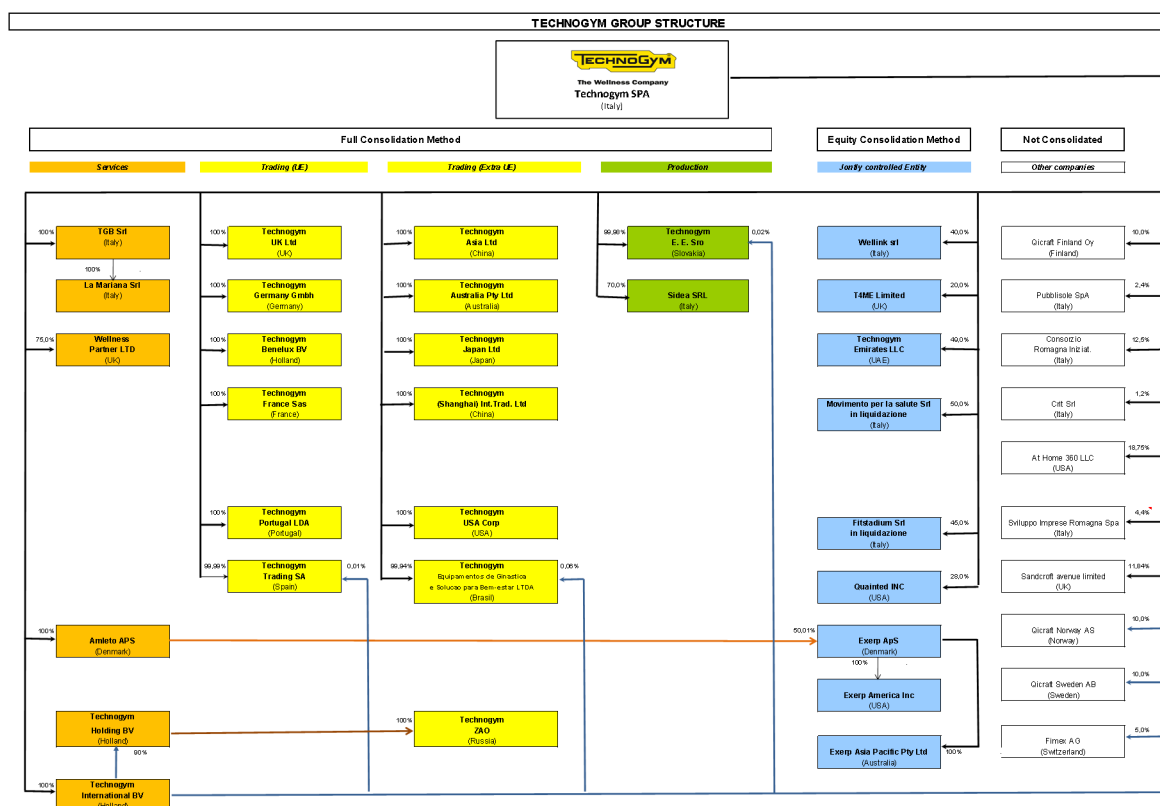 TECHNOGYM GROUP STRUCTURE
TECHNOGYM
The Wellness Company
Technogym SPA
(Italy)
Full Consolidation Method
Equity Consolidation Method
Not Consolidated
Services
Trading (UE)
Trading (Extra UE)
Production
Jontly controlled Entity
Other companies
100%
TGB Srl
(Italy)
100%
La Mariana Srl
(Italy)
75,0%
Wellness
Partner LTD
(UK)
100%
Amleto APS
(Denmark)
Technogym
Holding BV
(Holland)
90%
100%
Technogym
International BV
(Holland)
100%
Technogym
UK Ltd
(UK)
100%
Technogym
Germany Gmbh
(Germany)
100%
Technogym
Benelux BV
(Holland)
100%
Technogym
France Sas
(France)
100%
Technogym
Portugal LDA
(Portugal)
99,99%
Technogym
Trading SA
(Spain)
0,01%
100%
Technogym
Asia Ltd
(China)
100%
Technogym
Australia Pty Ltd
(Australia)
100%
Technogym
Japan Ltd
(Japan)
100%
Technogym
(Shanghai) Int.Trad. Ltd
(China)
100%
Technogym
USA Corp
(USA)
99,94%
Technogym
Equipamentos de Ginastica
e Solucao para Bem-estar LTDA
(Brasil)
0,06%
100%
Technogym
ZAO
(Russia)
99,98%
Technogym
E. E. Sro
(Slovakia)
0,02%
70,0%
Sidea SRL
(Italy)
Wellink srl
(Italy)
40,0%
T4ME Limited
(UK)
20,0%
Technogym
Emirates LLC
(UAE)
49,0%
Movimento per la salute Srl
in liquidazione
(Italy)
50,0%
Fitstadium Srl
in liquidazione
(Italy)
45,0%
Quainted INC
(USA)
28,0%
50,01%
Exerp ApS
(Denmark)
100%
Exerp America Inc
(USA)
Exerp Asia Pacific Pty Ltd
(Australia)
100%
Qicraft Finland Oy
(Finland)
10,0%
Pubblisole SpA
(Italy)
2,4%
Consorzio
Romagna Iniziat.
(Italy)
12,5%
Crit Srl
(Italy)
1,2%
At Home 360 LLC
(USA)
18,75%
Sviluppo Imprese Romagna Spa
(Italy)
4,4%
Sandcroft avenue limited
(UK)
11,84%
Qicraft Norway AS
(Norway)
10,0%
Qicraft Sweden AB
(Sweden)
10,0%
Fimex AG
(Switzerland)
5,0%